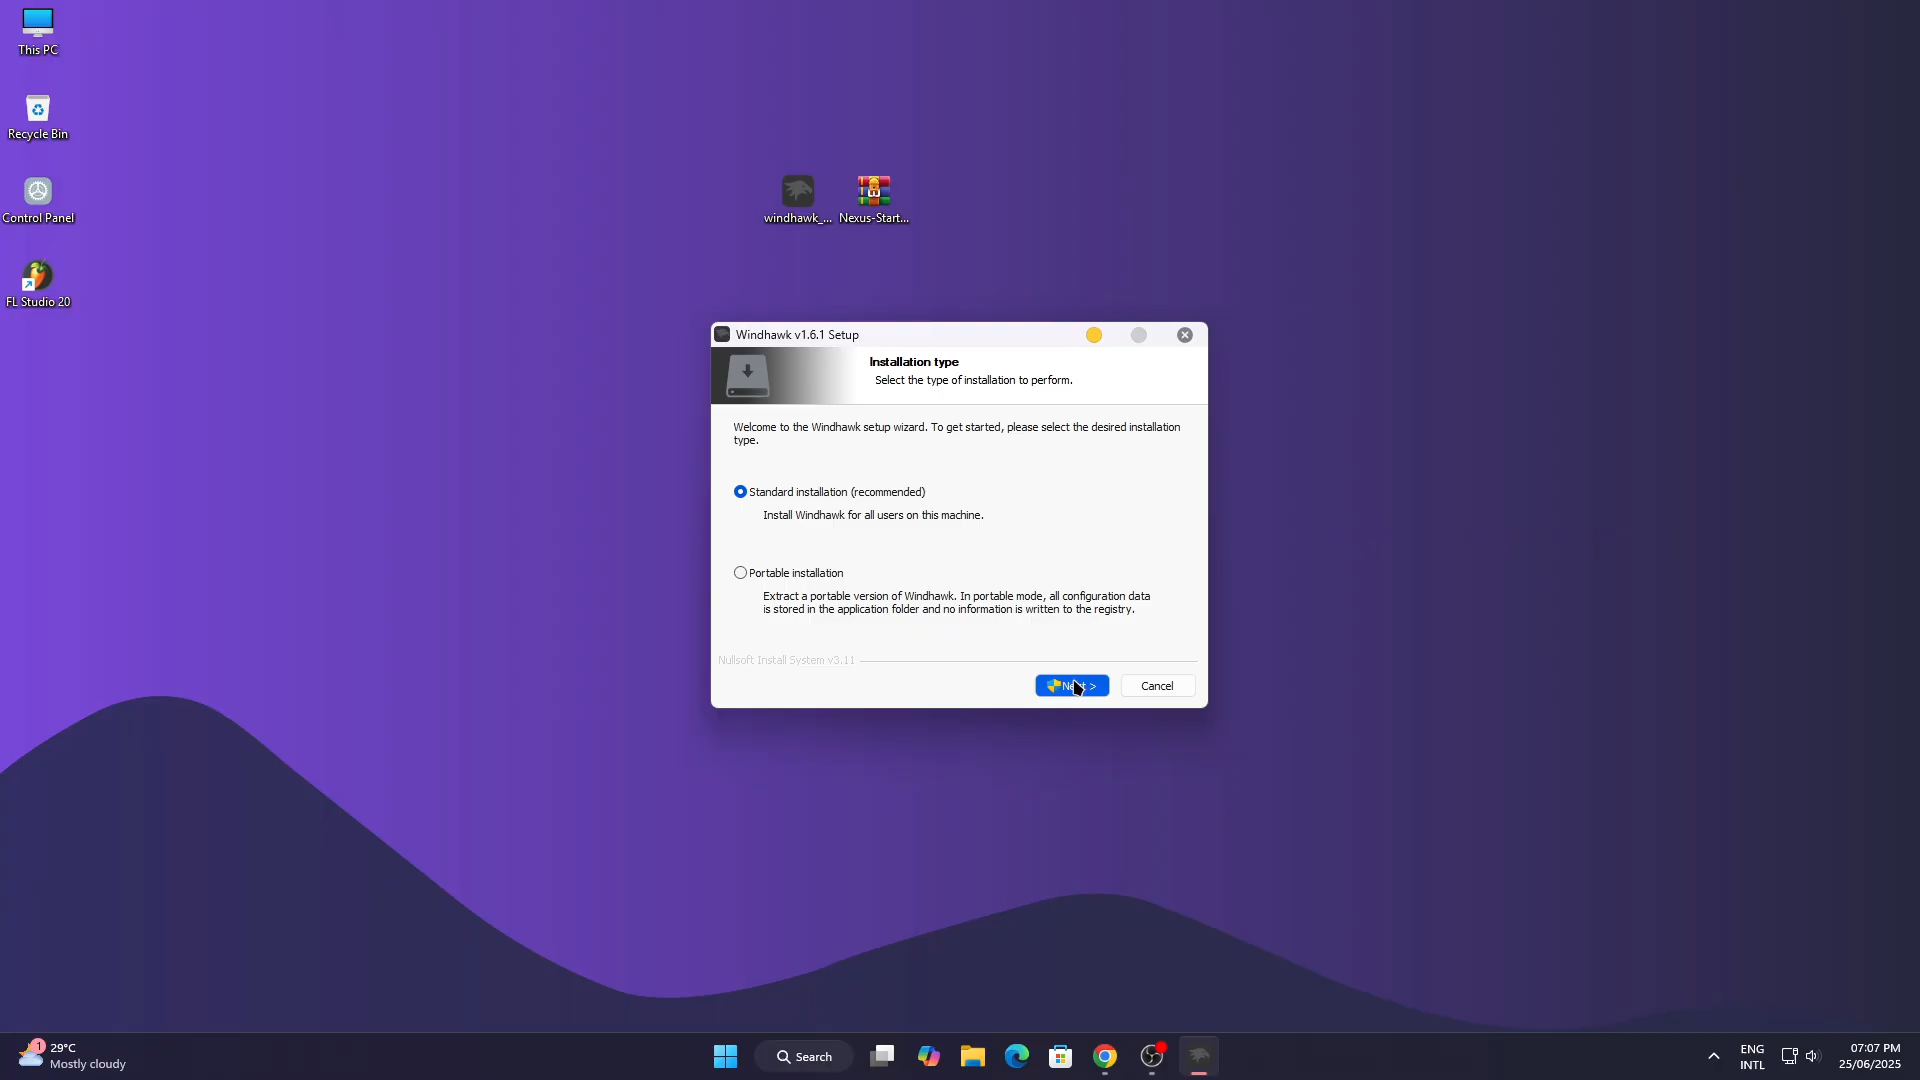 This PC
Recycle Bin
Control Panel
FL Studio 20
windhawk_...
Nexus-Start...
Windhawk v1.6.1 Setup
Installation type
Select the type of installation to perform.
Welcome to the Windhawk setup wizard. To get started, please select the desired installation
type.
Standard installation (recommended)
Install Windhawk for all users on this machine.
Portable installation
Extract a portable version of Windhawk. In portable mode, all configuration data
is stored in the application folder and no information is written to the registry.
Nullsoft Install System v3.11
Cancel
1
29°C
Mostly cloudy
Search
ENG
INTL
07:07 PM
25/06/2025